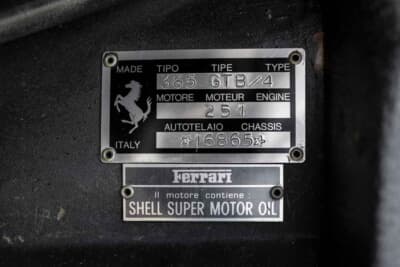 MADE TIPO TIPE TYPE
365 GTB/4
MOTORE MOTEUR ENGINE
251
AUTOTELAIO CHASSIS
16865
ITALY
Ferrari
Il motore contiene :
SHELL SUPER MOTOR OIL